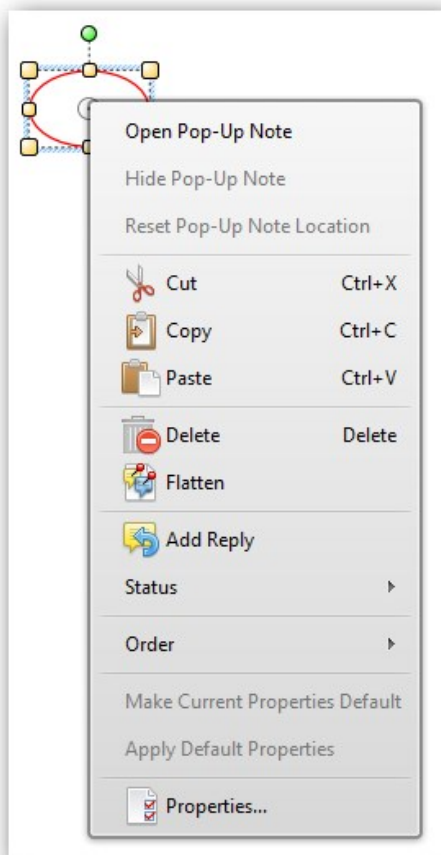 Open Pop-Up Note
Hide Pop-Up Note
Reset Pop-Up Note Location
Cut Ctrl+X
Copy Ctrl+C
Paste Ctrl+V
Delete Delete
Flatten
Add Reply
Status
Order
Make Current Properties Default
Apply Default Properties
Properties...